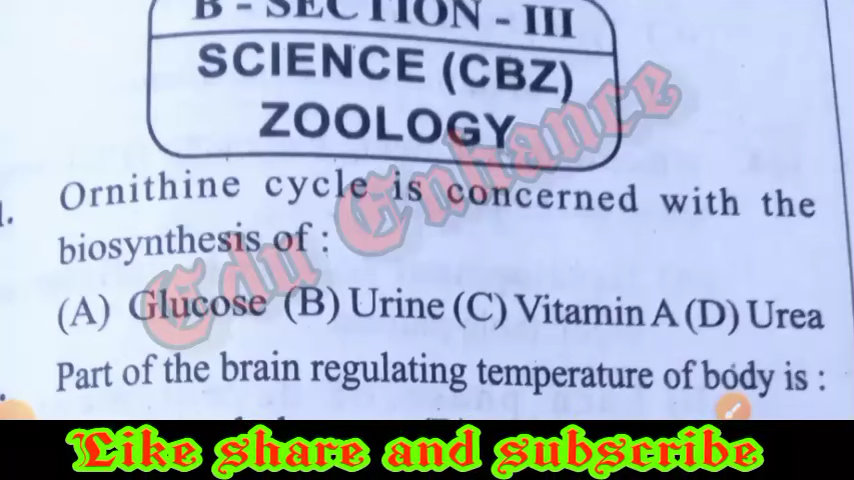 B - SECTION - III
SCIENCE (CBZ)
ZOOLOGY
Edu Enhance
Ornithine cycle is concerned with the
biosynthesis of :
(A) Glucose (B) Urine (C) Vitamin A (D) Urea
Part of the brain regulating temperature of body is :
Like share and subscribe